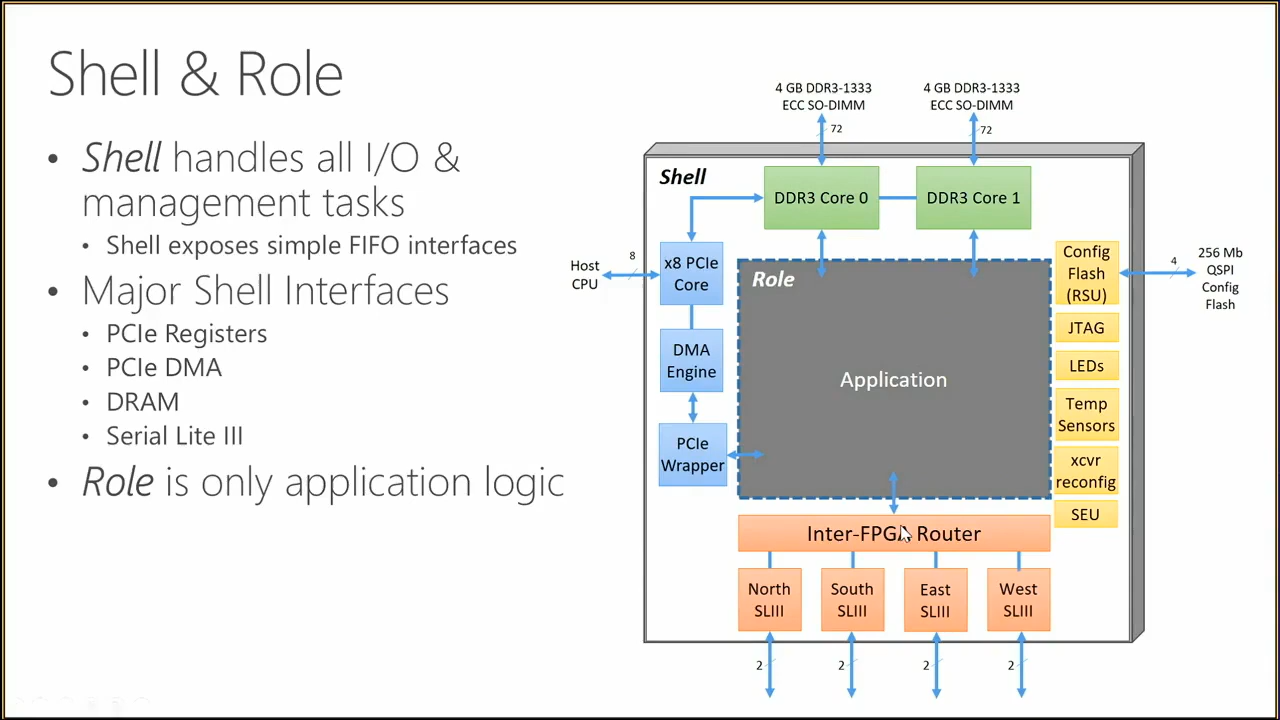 Shell & Role
• Shell handles all I/O &
management tasks
• Shell exposes simple FIFO interfaces
• Major Shell Interfaces
• PCIe Registers
• PCIe DMA
• DRAM
• Serial Lite III
• Role is only application logic
4 GB DDR3-1333
ECC SO-DIMM
4 GB DDR3-1333
ECC SO-DIMM
72
72
Shell
DDR3 Core 0
DDR3 Core 1
Host
CPU
8
x8 PCIe
Core
DMA
Engine
PCIe
Wrapper
Role
Application
Config
Flash
(RSU)
4
256 Mb
QSPI
Config
Flash
JTAG
LEDs
Temp
Sensors
xcvr
reconfig
SEU
Inter-FPGA Router
North
SLIII
South
SLIII
East
SLIII
West
SLIII
2
2
2
2